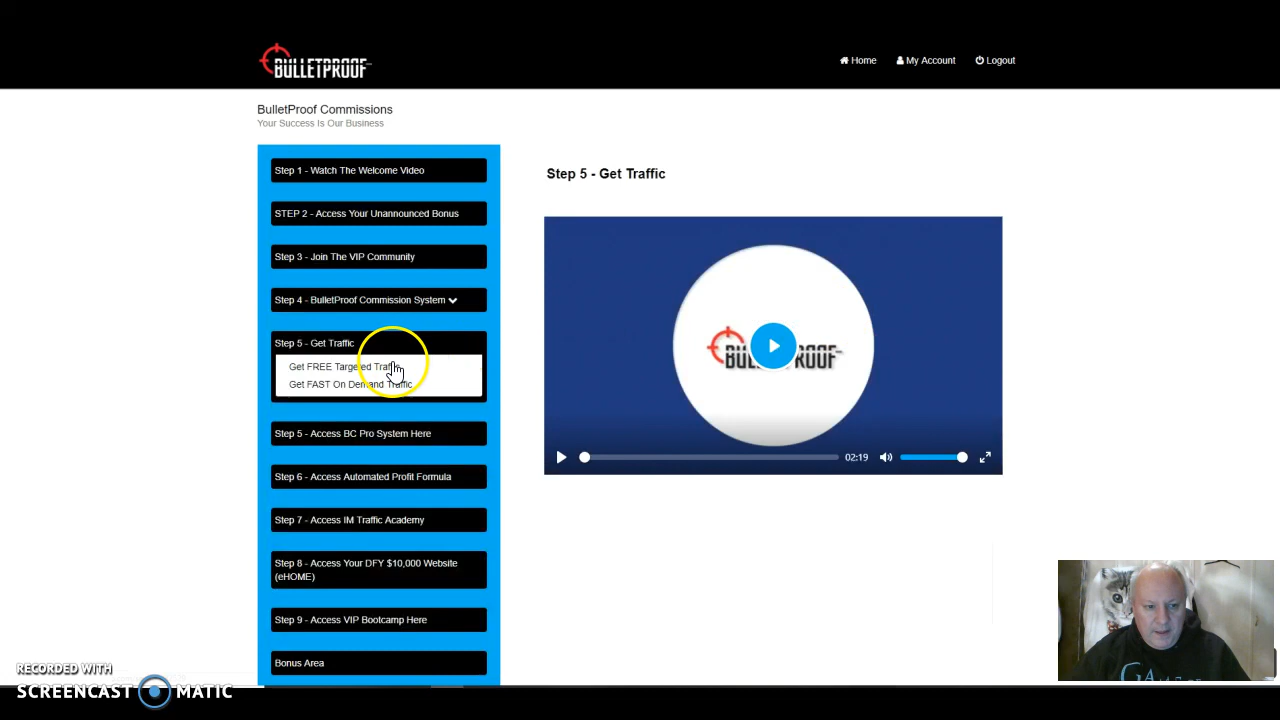 BULLETPROOF
Home
My Account
Logout
BulletProof Commissions
Your Success Is Our Business
Step 1 - Watch The Welcome Video
STEP 2 - Access Your Unannounced Bonus
Step 3 - Join The VIP Community
Step 4 - BulletProof Commission System
Step 5 - Get Traffic
Get FREE Targeted Traffic
Get FAST On Demand Traffic
Step 5 - Access BC Pro System Here
Step 6 - Access Automated Profit Formula
Step 7 - Access IM Traffic Academy
Step 8 - Access Your DFY $10,000 Website
(eHOME)
Step 9 - Access VIP Bootcamp Here
Bonus Area
Step 5 - Get Traffic
BULLETPROOF
02:19
RECORDED WITH
SCREENCAST MATIC